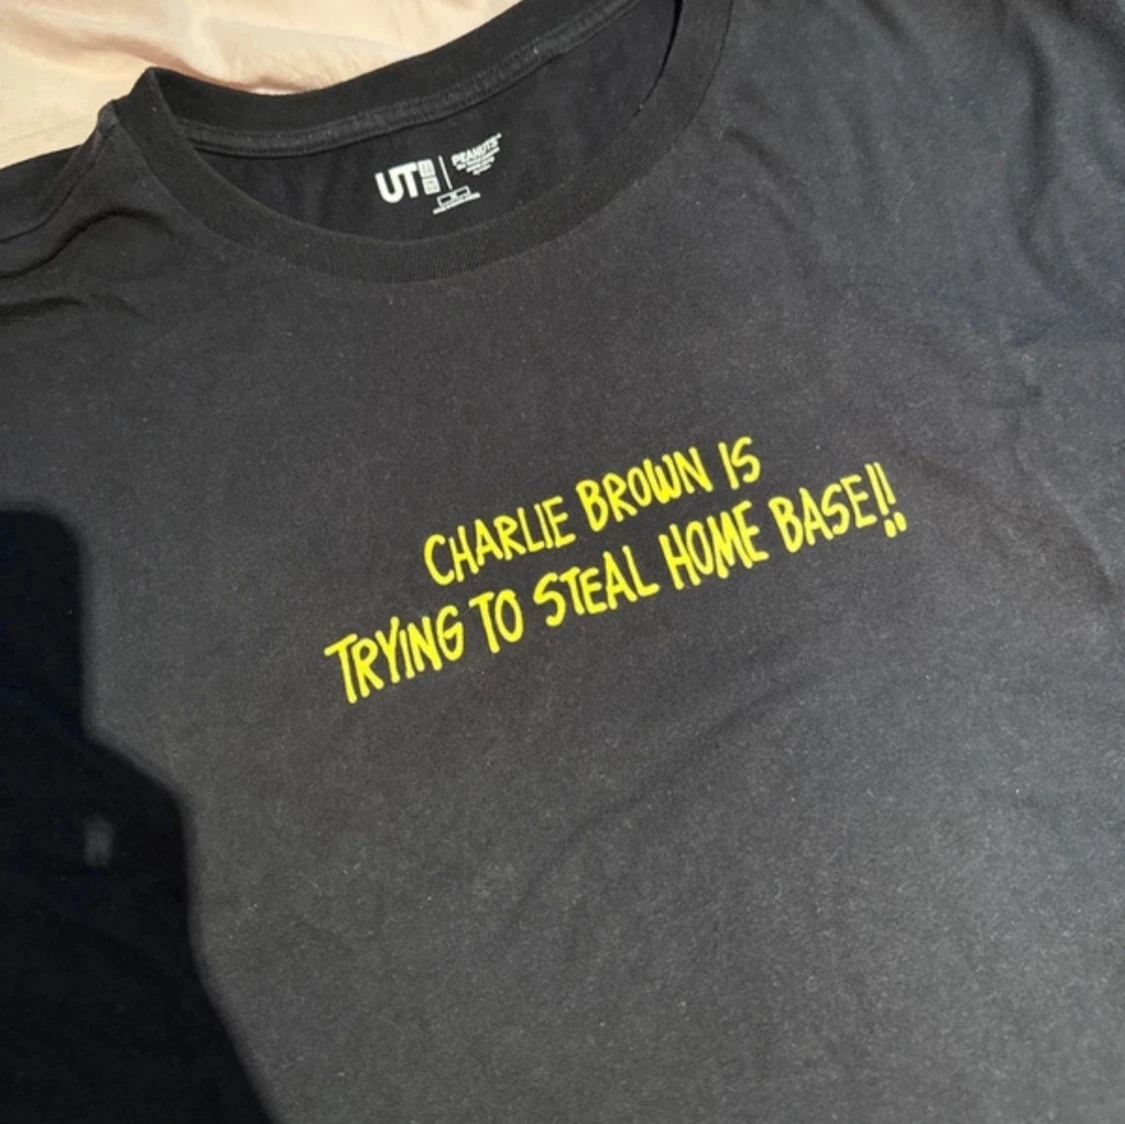 UT
PEANUTS
CHARLIE BROWN IS
TRYING TO STEAL HOME BASE!!